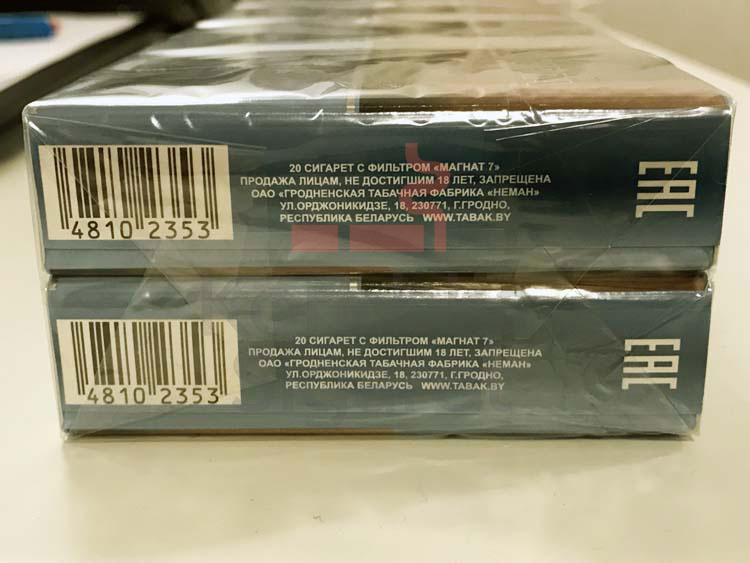 20 СИГАРЕТ С ФИЛЬТРОМ «МАГНАТ 7»
ПРОДАЖА ЛИЦАМ, НЕ ДОСТИГШИМ 18 ЛЕТ, ЗАПРЕЩЕНА
ОАО «ГРОДНЕНСКАЯ ТАБАЧНАЯ ФАБРИКА «НЕМАН»
УЛ.ОРДЖОНИКИДЗЕ, 18, 230771, Г.ГРОДНО,
РЕСПУБЛИКА БЕЛАРУСЬ WWW.TABAK.BY
4810 2353
EAC
20 СИГАРЕТ С ФИЛЬТРОМ «МАГНАТ 7»
ПРОДАЖА ЛИЦАМ, НЕ ДОСТИГШИМ 18 ЛЕТ, ЗАПРЕЩЕНА
ОАО «ГРОДНЕНСКАЯ ТАБАЧНАЯ ФАБРИКА «НЕМАН»
УЛ.ОРДЖОНИКИДЗЕ, 18, 230771, Г.ГРОДНО,
РЕСПУБЛИКА БЕЛАРУСЬ WWW.TABAK.BY
4810 2353
EAC